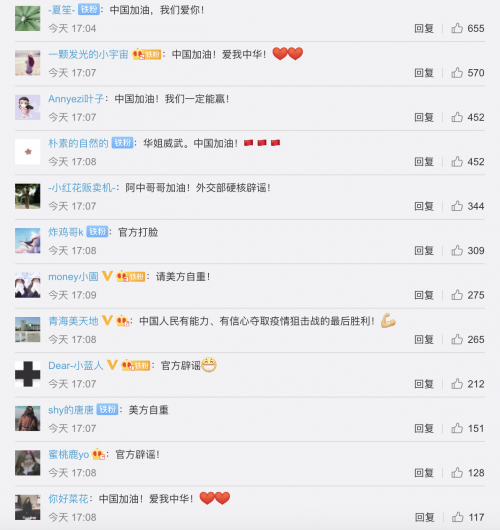 -夏笙- 铁粉：中国加油，我们爱你！
今天 17:04 回复 655
一颗发光的小宇宙 铁粉：中国加油！爱我中华！
今天 17:07 回复 570
Annyezi叶子：中国加油！我们一定能赢！
今天 17:07 回复 452
朴素的自然的 铁粉：华姐威武。中国加油！
今天 17:08 回复 452
-小红花贩卖机-：阿中哥哥加油！外交部硬核辟谣！
今天 17:07 回复 344
炸鸡哥k 铁粉：官方打脸
今天 17:08 回复 309
money小圊 铁粉：请美方自重！
今天 17:09 回复 275
青海美天地：中国人民有能力、有信心夺取疫情狙击战的最后胜利！
今天 17:08 回复 265
Dear-小蓝人 铁粉：官方辟谣
今天 17:07 回复 212
shy的唐唐 铁粉：美方自重
今天 17:07 回复 151
蜜桃鹿yo：官方辟谣！
今天 17:08 回复 128
你好菜花：中国加油！爱我中华！
今天 17:08 回复 117